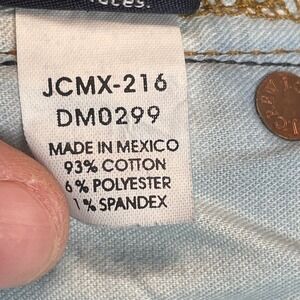 JCMX-216
DM0299
MADE IN MEXICO
93% COTTON
6% POLYESTER
1% SPANDEX